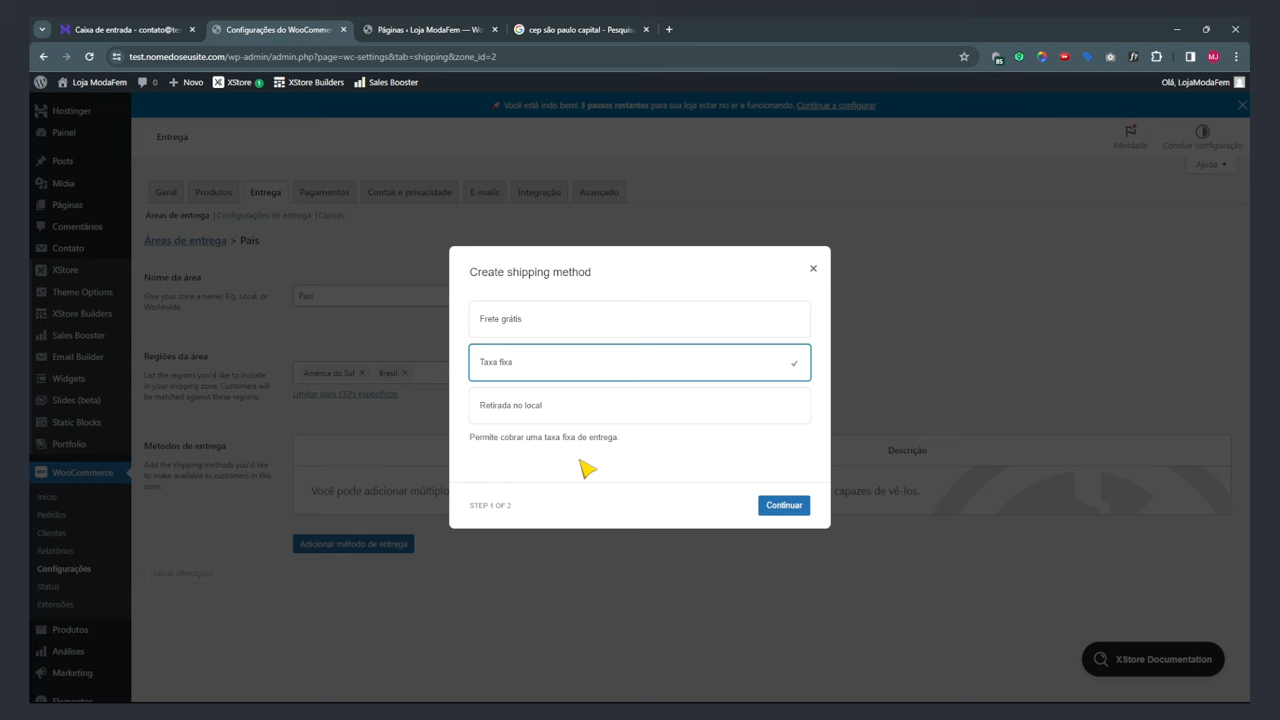 Caixa de entrada - contato@te
Configurações do WooCommer
Páginas ‹ Loja ModaFem — Wo
cep são paulo capital - Pesquisa
test.nomedoseusite.com/wp-admin/admin.php?page=wc-settings&tab=shipping&zone_id=2
Loja ModaFem
0
Novo
XStore 1
XStore Builders
Sales Booster
Olá, LojaModaFem
Você está indo bem! 3 passos restantes para sua loja estar no ar e funcionando. Continue a configurar
Hostinger
Painel
Posts
Mídia
Páginas
Comentários
Contato
XStore
Theme Options
XStore Builders
Sales Booster
Email Builder
Widgets
Slides (beta)
Static Blocks
Portfolio
WooCommerce
Início
Pedidos
Clientes
Relatórios
Configurações
Status
Extensões
Produtos
Análises
Marketing
Elementor
Entrega
Atividade
Concluir configuração
Ajuda
Geral
Produtos
Entrega
Pagamentos
Contas e privacidade
E-mails
Integração
Avançado
Áreas de entrega | Configurações de entrega | Classes
Áreas de entrega > Pais
Nome da área
Give your zone a name! E.g. Local, or
Worldwide.
Pais
Regiões da área
List the regions you'd like to include
in your shipping zone. Customers will
be matched against these regions.
América do Sul ×
Brasil ×
Limitar para CEPs específicos
Métodos de entrega
Add the shipping methods you'd like
to make available to customers in this
zone.
Descrição
Você pode adicionar múltiplo
capazes de vê-los.
Adicionar método de entrega
Salvar alterações
Create shipping method
Frete grátis
Taxa fixa
Retirada no local
Permite cobrar uma taxa fixa de entrega.
STEP 1 OF 2
Continuar
XStore Documentation